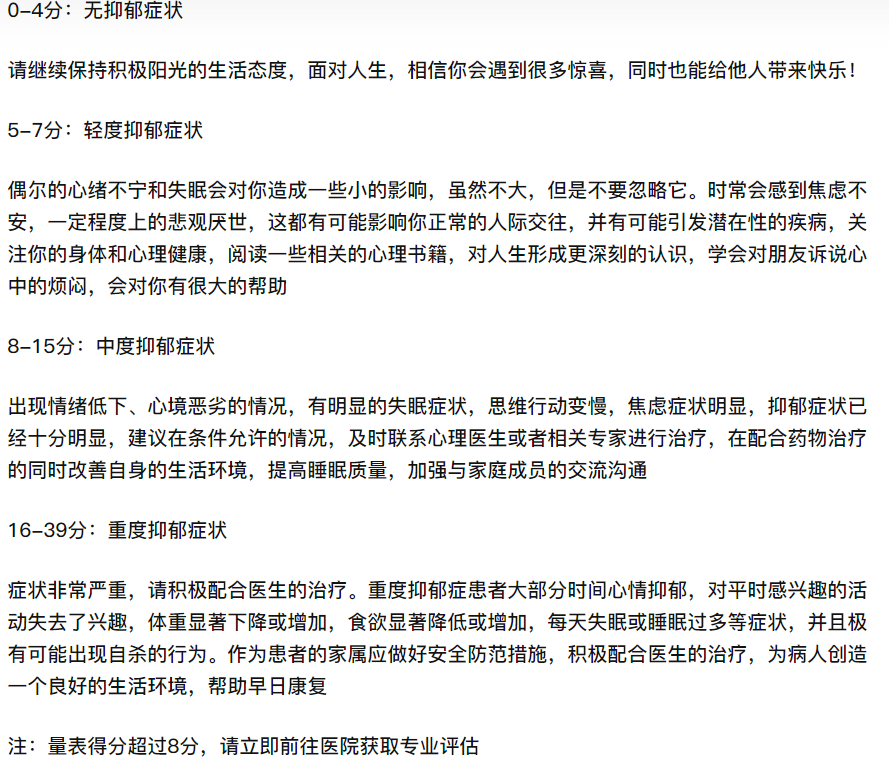 0–4分：无抑郁症状
请继续保持积极阳光的生活态度，面对人生，相信你会遇到很多惊喜，同时也能给他人带来快乐！
5–7分：轻度抑郁症状
偶尔的心绪不宁和失眠会对你造成一些小的影响，虽然不大，但是不要忽略它。时常会感到焦虑不
安，一定程度上的悲观厌世，这都有可能影响你正常的人际交往，并有可能引发潜在性的疾病，关
注你的身体和心理健康，阅读一些相关的心理书籍，对人生形成更深刻的认识，学会对朋友诉说心
中的烦闷，会对你有很大的帮助
8–15分：中度抑郁症状
出现情绪低下、心境恶劣的情况，有明显的失眠症状，思维行动变慢，焦虑症状明显，抑郁症状已
经十分明显，建议在条件允许的情况，及时联系心理医生或者相关专家进行治疗，在配合药物治疗
的同时改善自身的生活环境，提高睡眠质量，加强与家庭成员的交流沟通
16–39分：重度抑郁症状
症状非常严重，请积极配合医生的治疗。重度抑郁症患者大部分时间心情抑郁，对平时感兴趣的活
动失去了兴趣，体重显著下降或增加，食欲显著降低或增加，每天失眠或睡眠过多等症状，并且极
有可能出现自杀的行为。作为患者的家属应做好安全防范措施，积极配合医生的治疗，为病人创造
一个良好的生活环境，帮助早日康复
注：量表得分超过8分，请立即前往医院获取专业评估